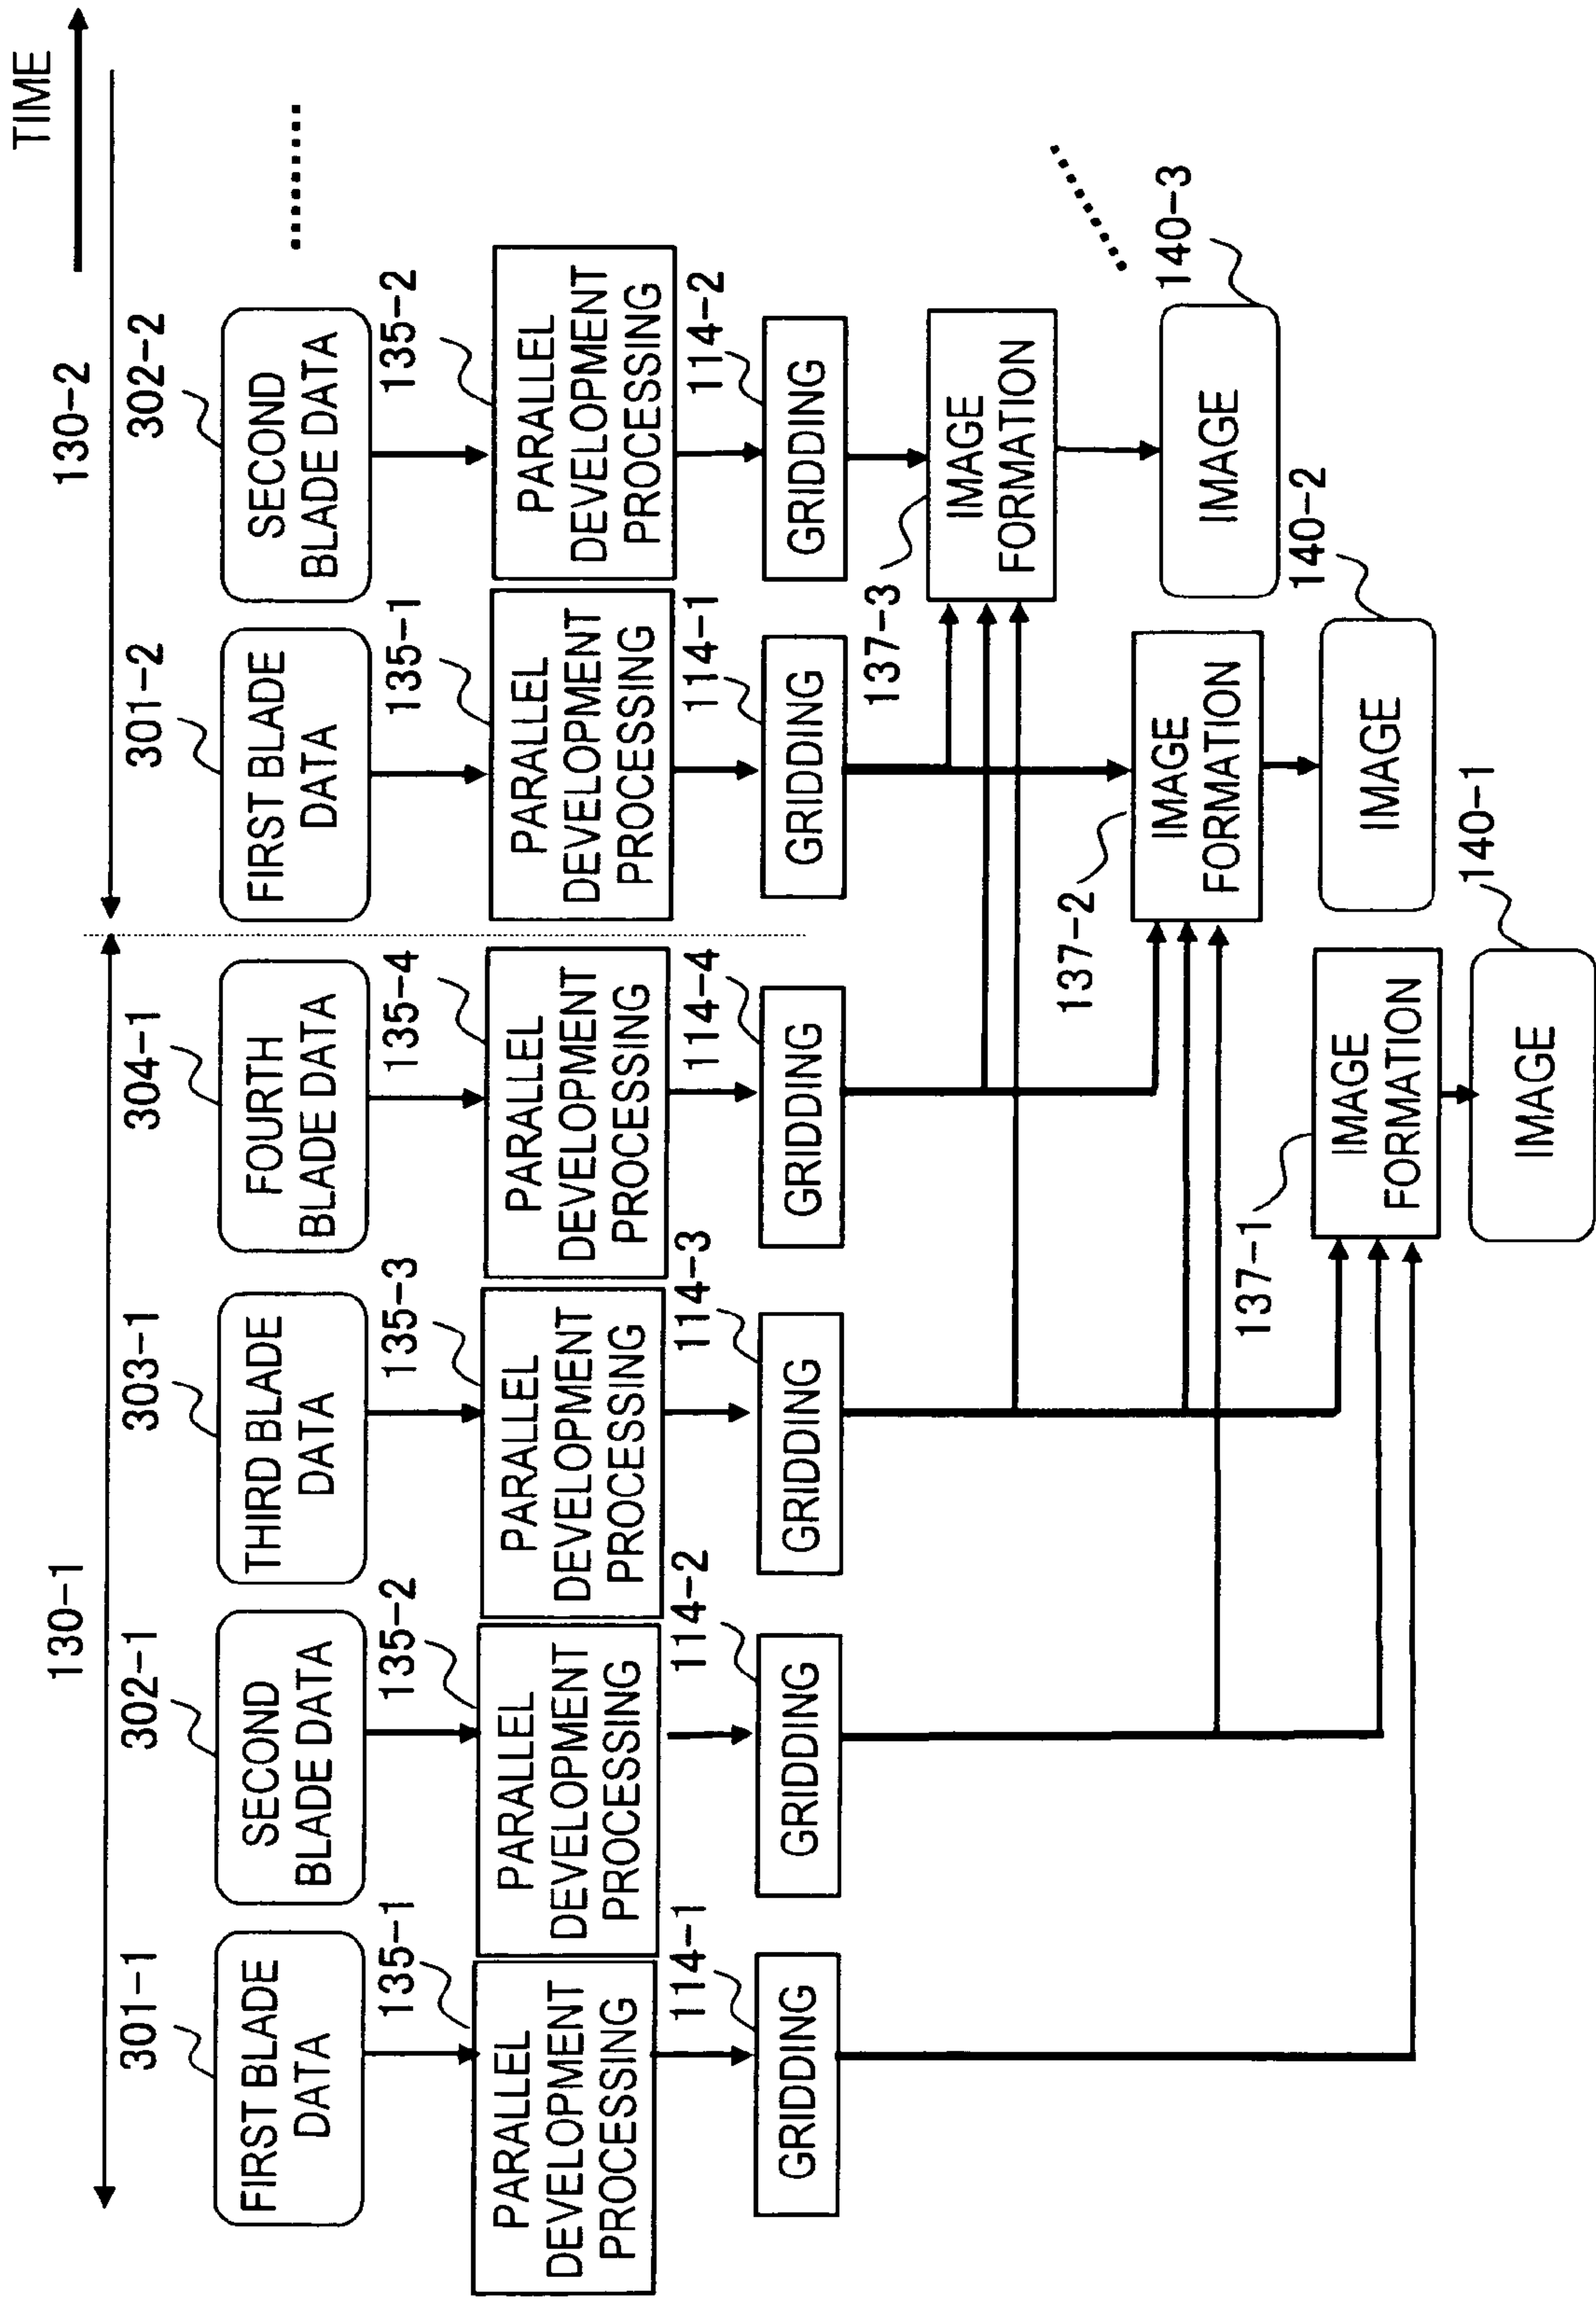 TIME
130-1
130-2
301-1
302-1
303-1
304-1
301-2
302-2
FIRST BLADE
DATA
SECOND
BLADE DATA
THIRD BLADE
DATA
FOURTH
BLADE DATA
FIRST BLADE
DATA
SECOND
BLADE DATA
135-1
135-2
135-3
135-4
135-1
135-2
PARALLEL
DEVELOPMENT
PROCESSING
PARALLEL
DEVELOPMENT
PROCESSING
PARALLEL
DEVELOPMENT
PROCESSING
PARALLEL
DEVELOPMENT
PROCESSING
PARALLEL
DEVELOPMENT
PROCESSING
PARALLEL
DEVELOPMENT
PROCESSING
114-1
114-2
114-3
114-4
114-1
114-2
GRIDDING
GRIDDING
GRIDDING
GRIDDING
GRIDDING
GRIDDING
137-3
IMAGE
FORMATION
140-3
IMAGE
137-2
IMAGE
FORMATION
140-2
IMAGE
137-1
IMAGE
FORMATION
140-1
IMAGE